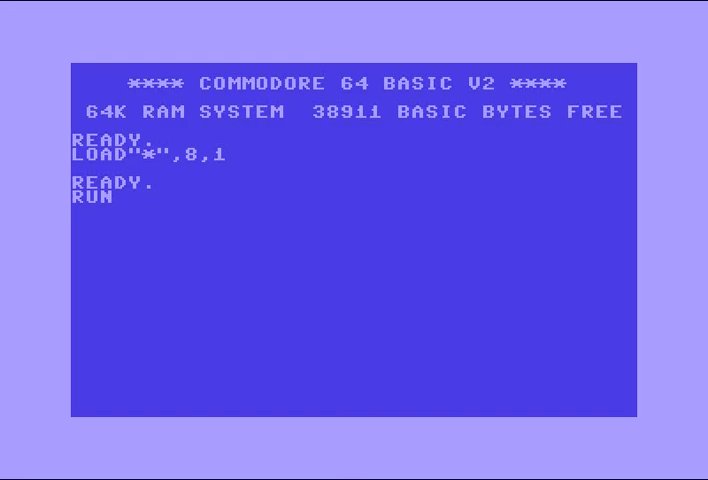 **** COMMODORE 64 BASIC V2 ****
64K RAM SYSTEM  38911 BASIC BYTES FREE
READY.
LOAD"*",8,1
READY.
RUN